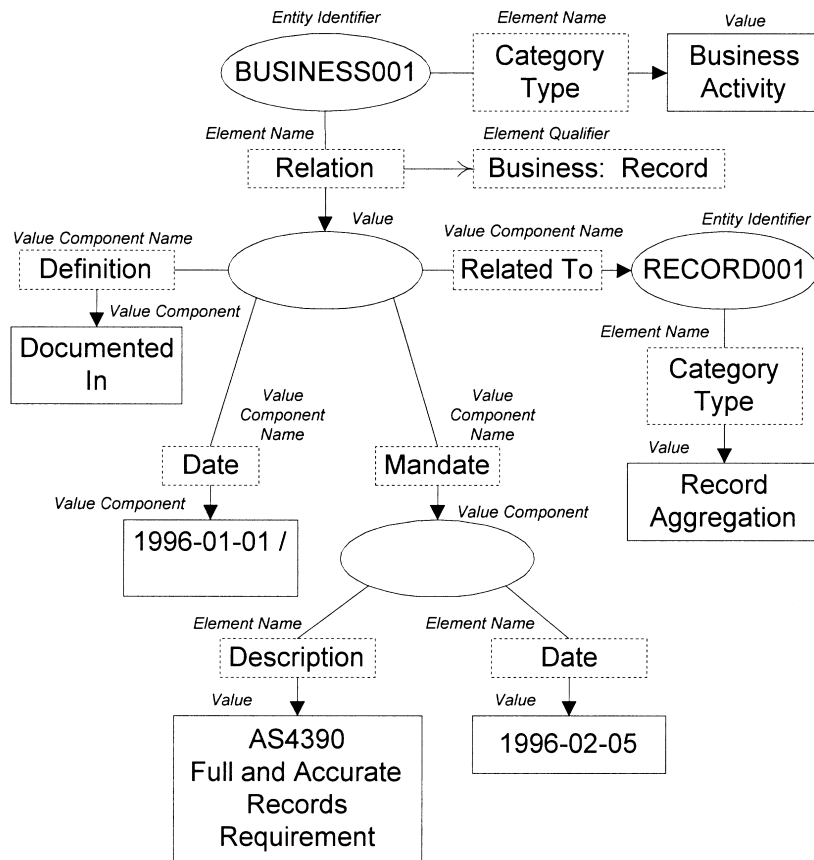 Entity Identifier
Element Name
Value
BUSINESS001
Category
Type
Business
Activity
Element Name
Element Qualifier
Relation
Business: Record
Value
Value Component Name
Definition
Value Component Name
Related To
Entity Identifier
RECORD001
Value Component
Documented
In
Element Name
Category
Type
Value
Component
Name
Value
Component
Name
Date
Mandate
Value
Record
Aggregation
Value Component
1996-01-01 /
Value Component
Element Name
Description
Element Name
Date
Value
AS4390
Full and Accurate
Records
Requirement
Value
1996-02-05